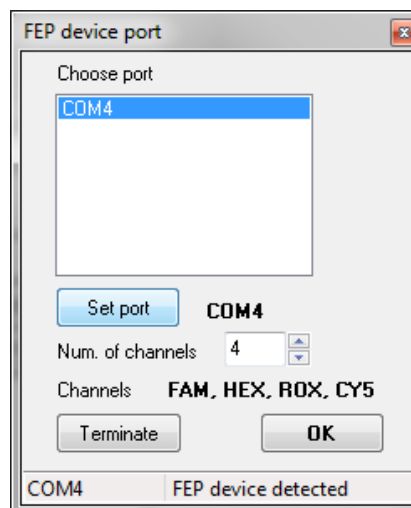 FEP device port
Choose port
COM4
Set port COM4
Num. of channels 4
Channels FAM, HEX, ROX, CY5
Terminate OK
COM4 FEP device detected